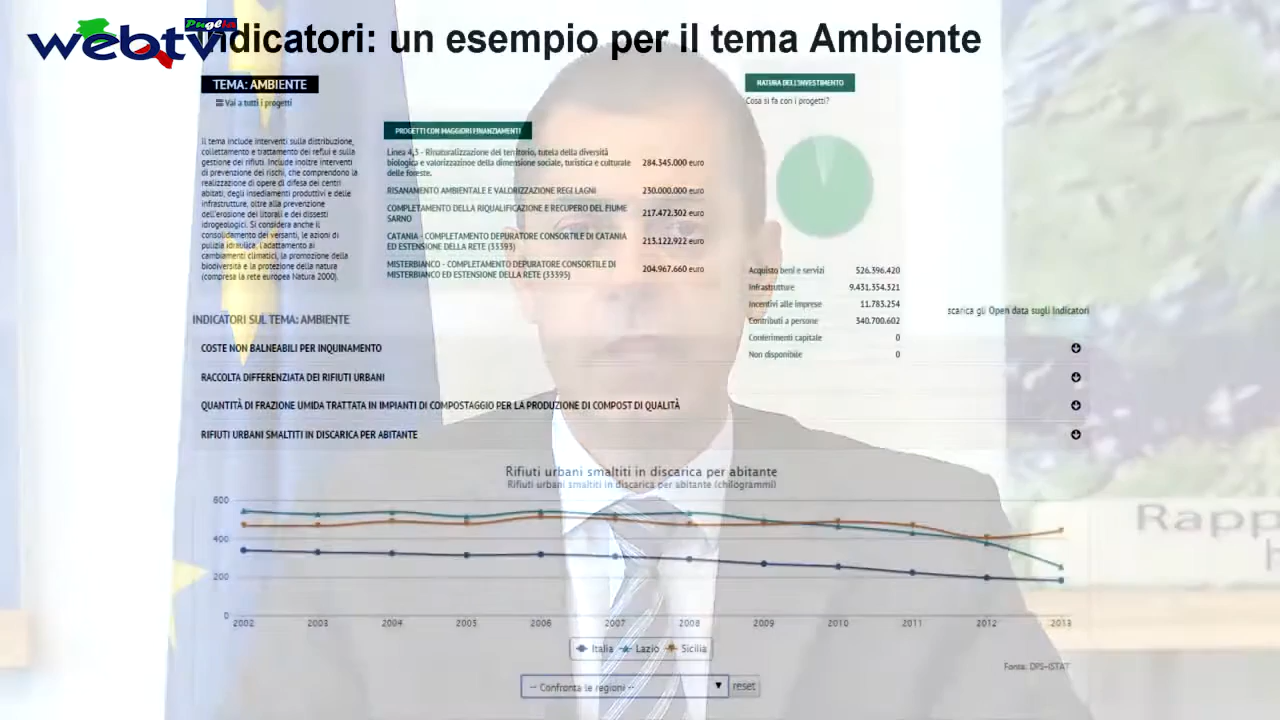 Puglia
webtv
Indicatori: un esempio per il tema Ambiente
TEMA: AMBIENTE
Vai a tutti i progetti
Il tema include interventi sulla distribuzione,
collettamento e trattamento dei reflui e sulla
gestione dei rifiuti. Include inoltre interventi
di prevenzione dei rischi, che comprendono la
realizzazione di opere di difesa dei centri
abitati, degli insediamenti produttivi e delle
infrastrutture, oltre alla prevenzione
dell'erosione dei litorali e dei dissesti
idrogeologici. Si considera anche il
consolidamento dei versanti, le azioni di
pulizia idraulica, l'adattamento ai
cambiamenti climatici, la promozione della
biodiversità e la protezione della natura
(compresa la rete europea Natura 2000).
PROGETTI CON MAGGIORI FINANZIAMENTI
Linea 4,3 - Rinaturalizzazione del territorio, tutela della diversità
biologica e valorizzazinoe della dimensione sociale, turistica e culturale 284.345.000 euro
delle foreste.
RISANAMENTO AMBIENTALE E VALORIZZAZIONE REGI LAGNI 230.000.000 euro
COMPLETAMENTO DELLA RIQUALIFICAZIONE E RECUPERO DEL FIUME 217.472.302 euro
SARNO
CATANIA - COMPLETAMENTO DEPURATORE CONSORTILE DI CATANIA 213.122.922 euro
ED ESTENSIONE DELLA RETE (33393)
MISTERBIANCO - COMPLETAMENTO DEPURATORE CONSORTILE DI 204.967.660 euro
MISTERBIANCO ED ESTENSIONE DELLA RETE (33395)
NATURA DELL'INVESTIMENTO
Cosa si fa con i progetti?
Acquisto beni e servizi 526.396.420
Infrastrutture 9.431.354.321
Incentivi alle imprese 11.783.254
Contributi a persone 340.700.602
Conferimenti capitale 0
Non disponibile 0
scarica gli Open data sugli Indicatori
INDICATORI SUL TEMA: AMBIENTE
COSTE NON BALNEABILI PER INQUINAMENTO
RACCOLTA DIFFERENZIATA DEI RIFIUTI URBANI
QUANTITÀ DI FRAZIONE UMIDA TRATTATA IN IMPIANTI DI COMPOSTAGGIO PER LA PRODUZIONE DI COMPOST DI QUALITÀ
RIFIUTI URBANI SMALTITI IN DISCARICA PER ABITANTE
Rifiuti urbani smaltiti in discarica per abitante
Rifiuti urbani smaltiti in discarica per abitante (chilogrammi)
600
400
200
0
2002 2003 2004 2005 2006 2007 2008 2009 2010 2011 2012 2013
Italia Lazio Sicilia
Fonte: DPS-ISTAT
-- Confronta le regioni --
reset
Rapp